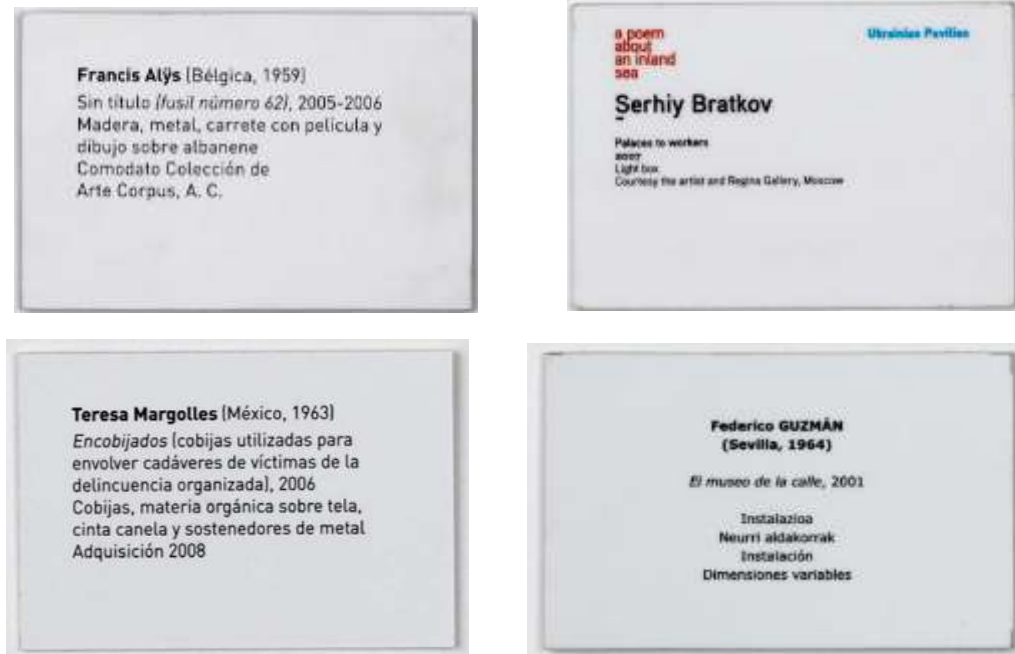 Francis Alÿs (Bélgica, 1959)
Sin título (fusil número 62), 2005-2006
Madera, metal, carrete con película y
dibujo sobre albanene
Comodato Colección de
Arte Corpus, A. C.
a poem
about
an inland
sea
Ukrainian Pavilion
Serhiy Bratkov
Palaces to workers
2007
Light box
Courtesy the artist and Regina Gallery, Moscow
Teresa Margolles (México, 1963)
Encobijados (cobijas utilizadas para
envolver cadáveres de víctimas de la
delincuencia organizada), 2006
Cobijas, materia orgánica sobre tela,
cinta canela y sostenedores de metal
Adquisición 2008
Federico GUZMÁN
(Sevilla, 1964)
El museo de la calle, 2001
Instalazioa
Neurri aldakorrak
Instalación
Dimensiones variables